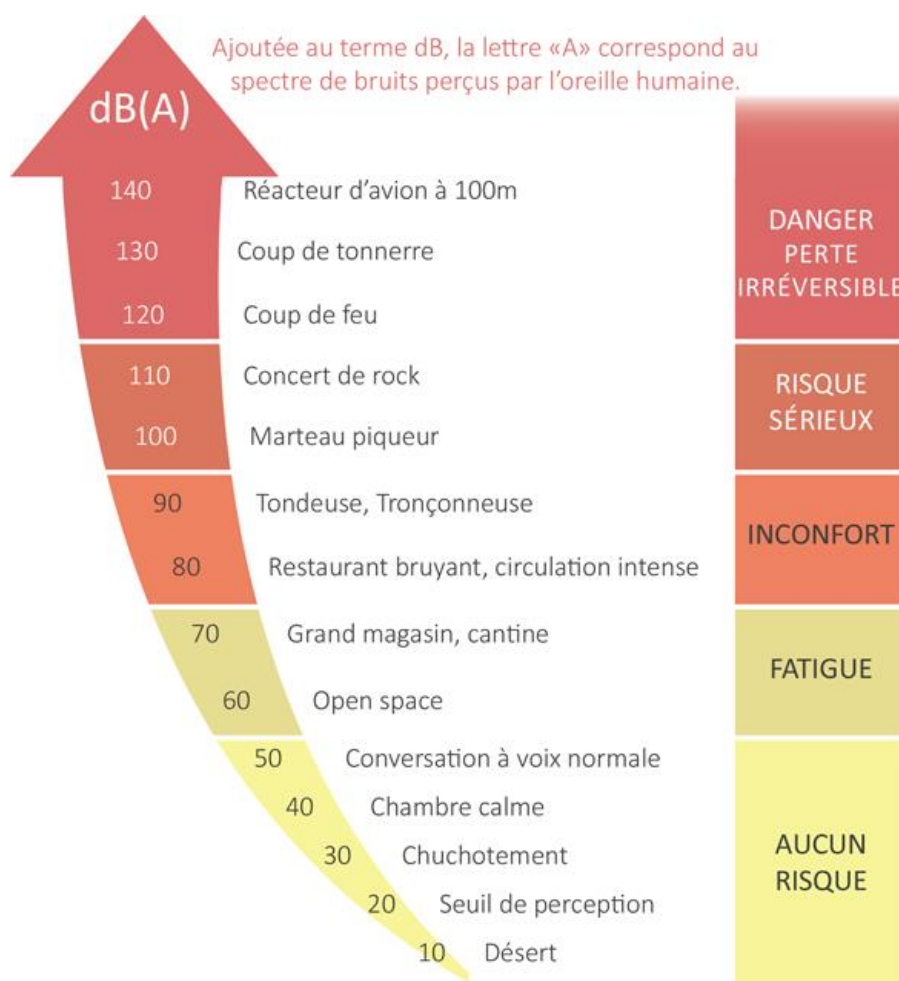 Ajoutée au terme dB, la lettre «A» correspond au
spectre de bruits perçus par l’oreille humaine.
dB(A)
140 Réacteur d’avion à 100m
130 Coup de tonnerre
120 Coup de feu
DANGER
PERTE
IRRÉVERSIBLE
110 Concert de rock
100 Marteau piqueur
RISQUE
SÉRIEUX
90 Tondeuse, Tronçonneuse
80 Restaurant bruyant, circulation intense
INCONFORT
70 Grand magasin, cantine
60 Open space
FATIGUE
50 Conversation à voix normale
40 Chambre calme
30 Chuchotement
20 Seuil de perception
10 Désert
AUCUN
RISQUE